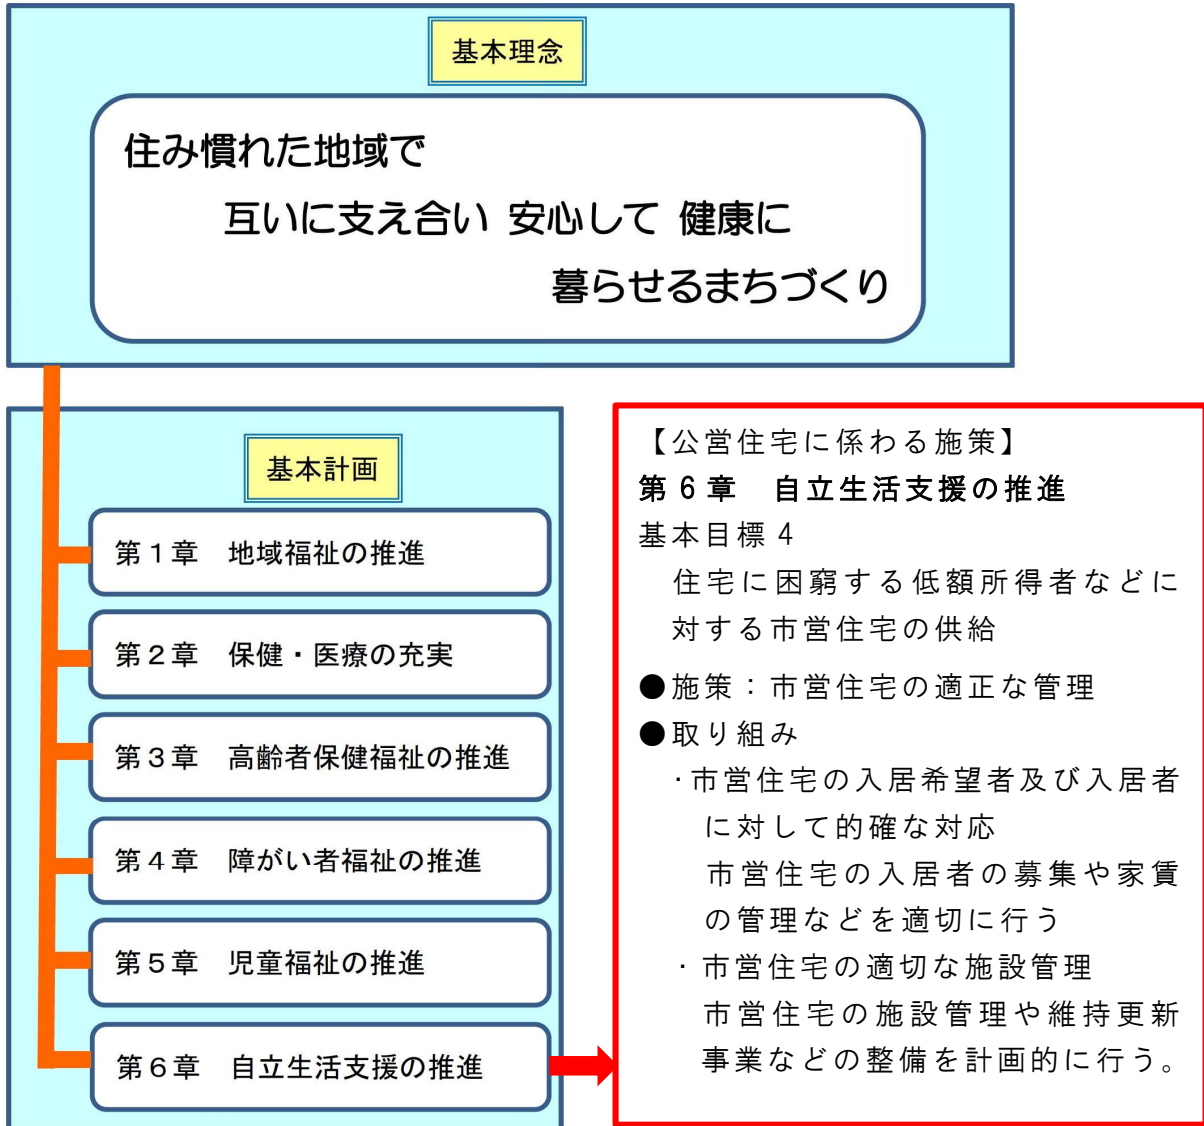 基本理念
住み慣れた地域で
互いに支え合い 安心して 健康に
暮らせるまちづくり
基本計画
第１章　地域福祉の推進
第２章　保健・医療の充実
第３章　高齢者保健福祉の推進
第４章　障がい者福祉の推進
第５章　児童福祉の推進
第６章　自立生活支援の推進
【公営住宅に係わる施策】
第６章　自立生活支援の推進
基本目標４
住宅に困窮する低額所得者などに
対する市営住宅の供給
●施策：市営住宅の適正な管理
●取り組み
・市営住宅の入居希望者及び入居者
に対して的確な対応
市営住宅の入居者の募集や家賃
の管理などを適切に行う
・市営住宅の適切な施設管理
市営住宅の施設管理や維持更新
事業などの整備を計画的に行う。